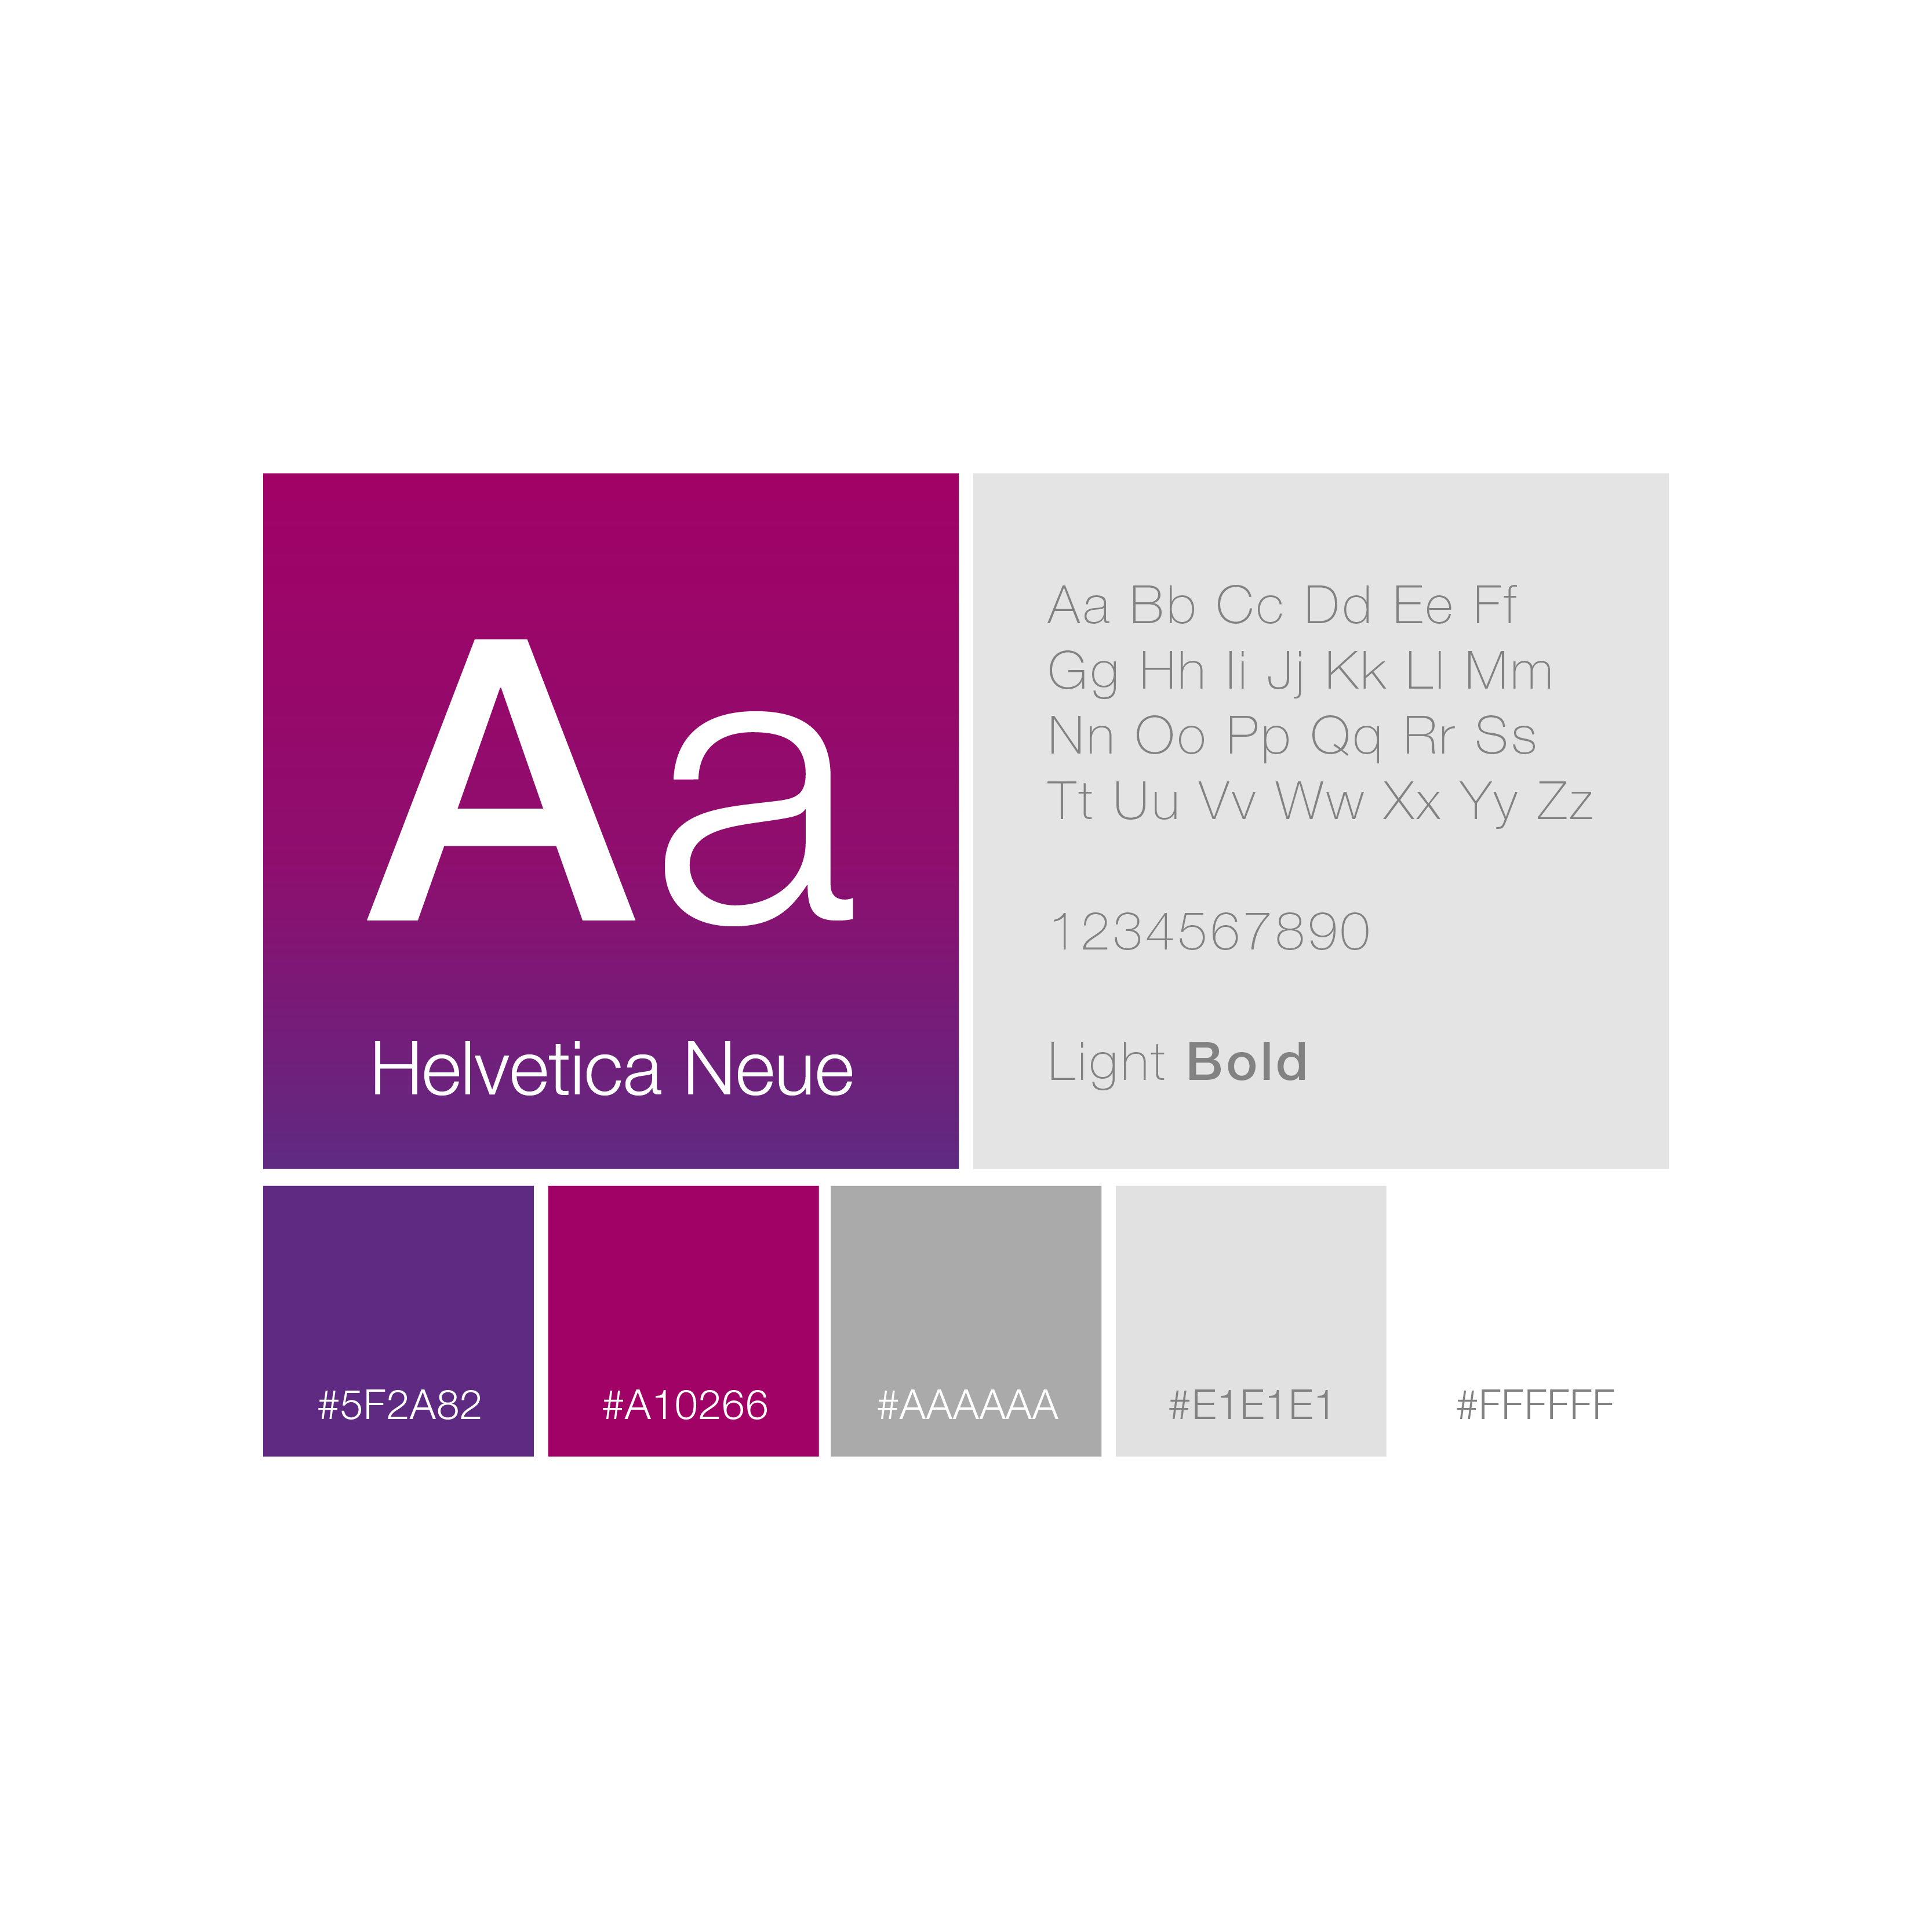 Aa
Helvetica Neue
Aa Bb Cc Dd Ee Ff
Gg Hh Ii Jj Kk Ll Mm
Nn Oo Pp Qq Rr Ss
Tt Uu Vv Ww Xx Yy Zz
1234567890
Light Bold
#5F2A82
#A10266
#AAAAAA
#E1E1E1
#FFFFFF